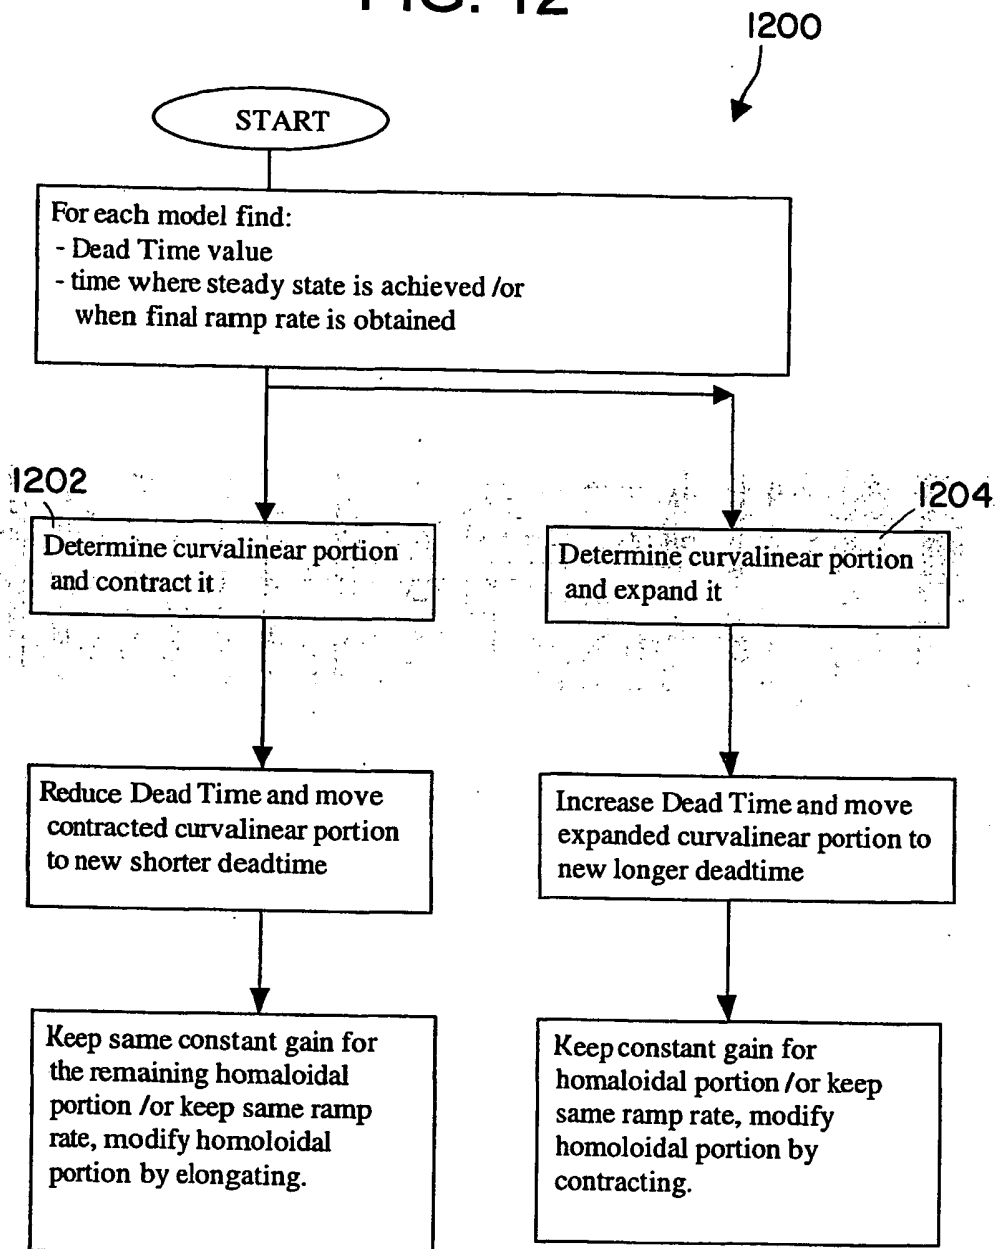 FIG. 12
1200
START
For each model find:
- Dead Time value
- time where steady state is achieved /or
when final ramp rate is obtained
1202
Determine curvalinear portion
and contract it
1204
Determine curvalinear portion
and expand it
Reduce Dead Time and move
contracted curvalinear portion
to new shorter deadtime
Increase Dead Time and move
expanded curvalinear portion to
new longer deadtime
Keep same constant gain for
the remaining homaloidal
portion /or keep same ramp
rate, modify homoloidal
portion by elongating.
Keep constant gain for
homaloidal portion /or keep
same ramp rate, modify
homoloidal portion by
contracting.